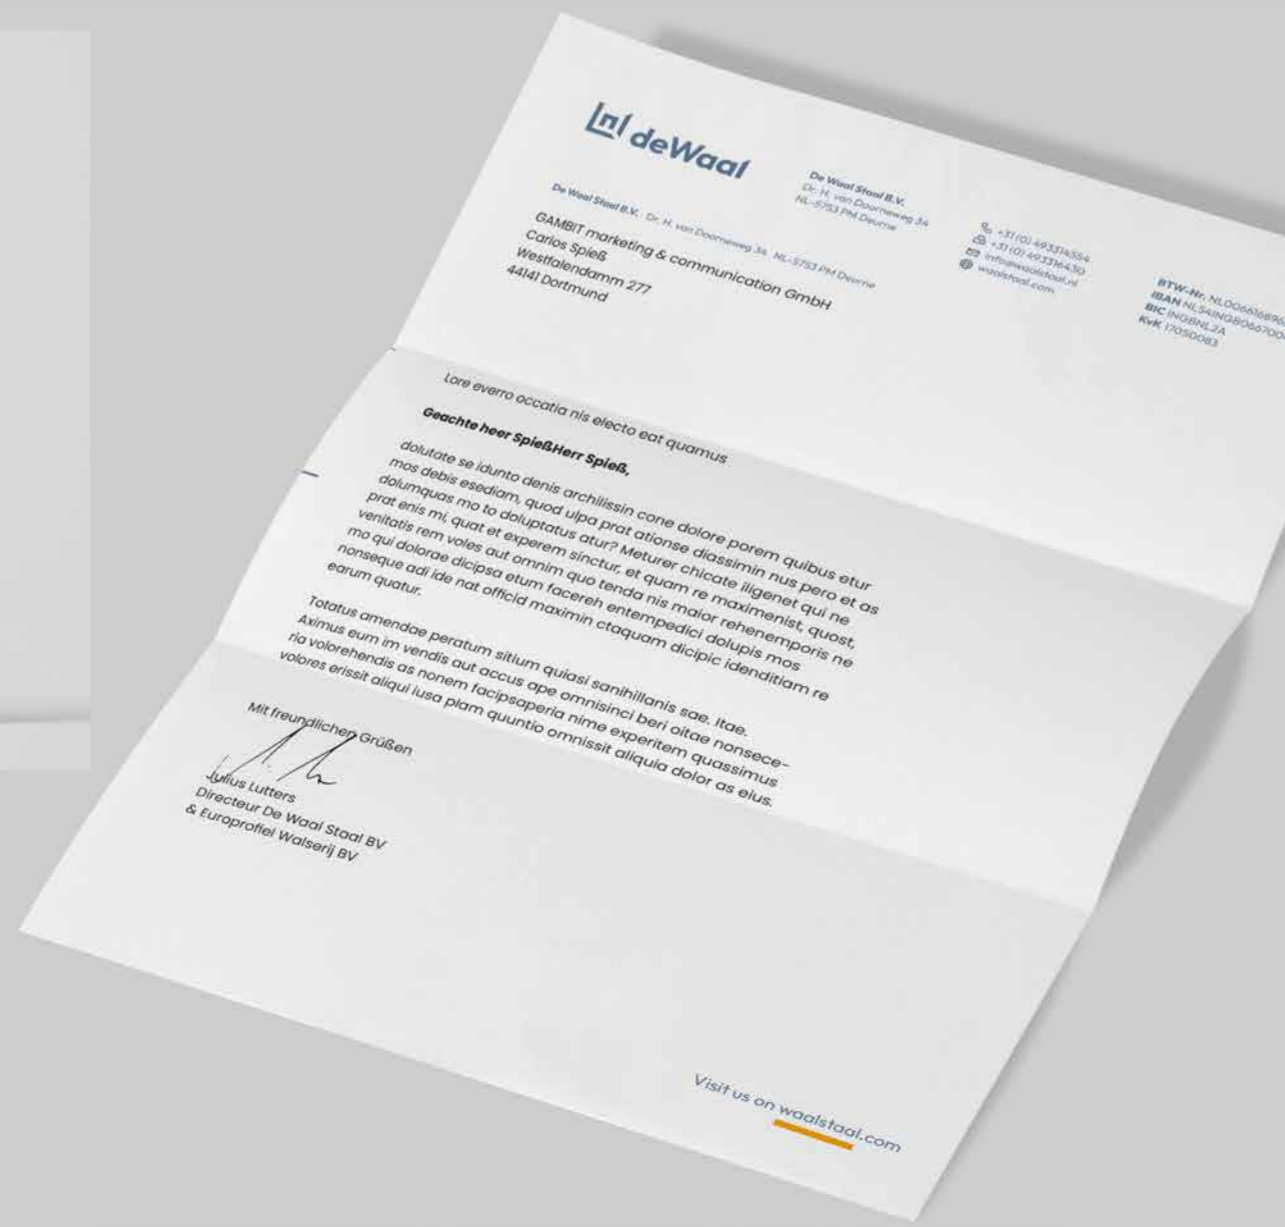 deWaal
De Waal Staal B.V.
Dr. H. van Doorneweg 34
NL-5753 PM Deurne
+31 (0) 493314554
+31 (0) 493316430
info@waalstaal.nl
waalstaal.com
BTW-Nr.
IBAN
BIC INGBNL2A
KvK 17050083
De Waal Staal B.V. Dr. H. van Doorneweg 34 NL-5753 PM Deurne
GAMBIT marketing & communication GmbH
Carlos Spieß
Westfalendamm 277
44141 Dortmund
Lore everro occatia nis electo eat quamus
Geachte heer SpießHerr Spieß,
dolutate se idunto denis archilissin cone dolore porem quibus etur
mos debis esediam, quod ulpa prat ationse diassimin nus pero et as
dolumquas mo to doluptatus atur? Meturer chicate iligenet qui ne
prat enis mi, quat et experem sinctur, et quam re maximenist, quost,
venitatis rem voles aut omnim quo tenda nis maior rehenemporis ne
mo qui dolorae dicipsa etum facereh entempedici dolupis mos
nonseque adi ide nat officid maximin ctaquam dicipic idenditiam re
earum quatur.
Totatus amendae peratum sitium quiasi sanihillanis sae. Itae.
Aximus eum im vendis aut accus ape omnisinci beri oitae nonsece-
ria volorehendis as nonem facipsaperia nime experitem quassimus
volores erissit aliqui iusa plam quuntio omnissit aliquia dolor as eius.
Mit freundlichen Grüßen
Julius Lutters
Directeur De Waal Staal BV
& Europrofiel Walserij BV
Visit us on waalstaal.com